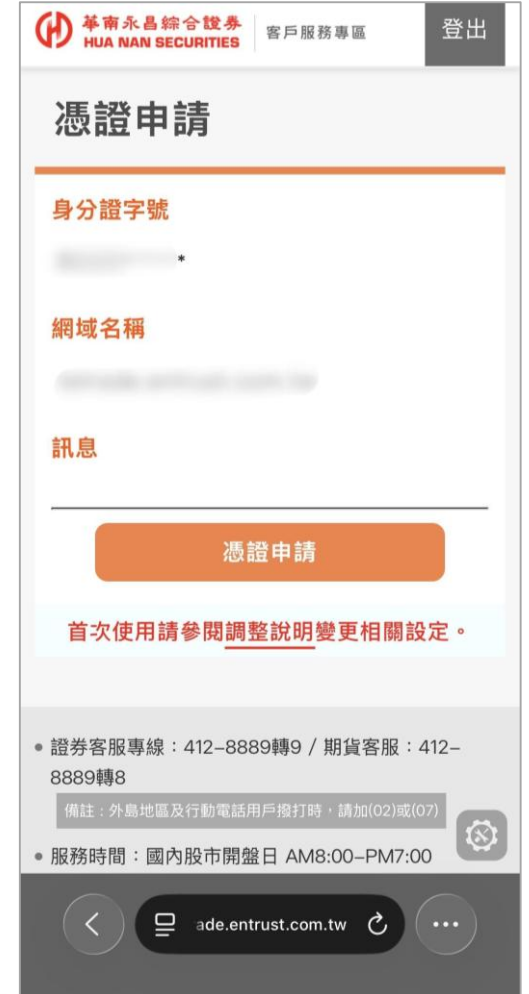 華南永昌綜合證券
HUA NAN SECURITIES
客戶服務專區
登出
憑證申請
身分證字號
*
網域名稱
訊息
憑證申請
首次使用請參閱調整說明變更相關設定。
• 證券客服專線：412-8889轉9 / 期貨客服：412-
8889轉8
備註：外島地區及行動電話用戶撥打時，請加(02)或(07)
• 服務時間：國內股市開盤日 AM8:00-PM7:00
ade.entrust.com.tw